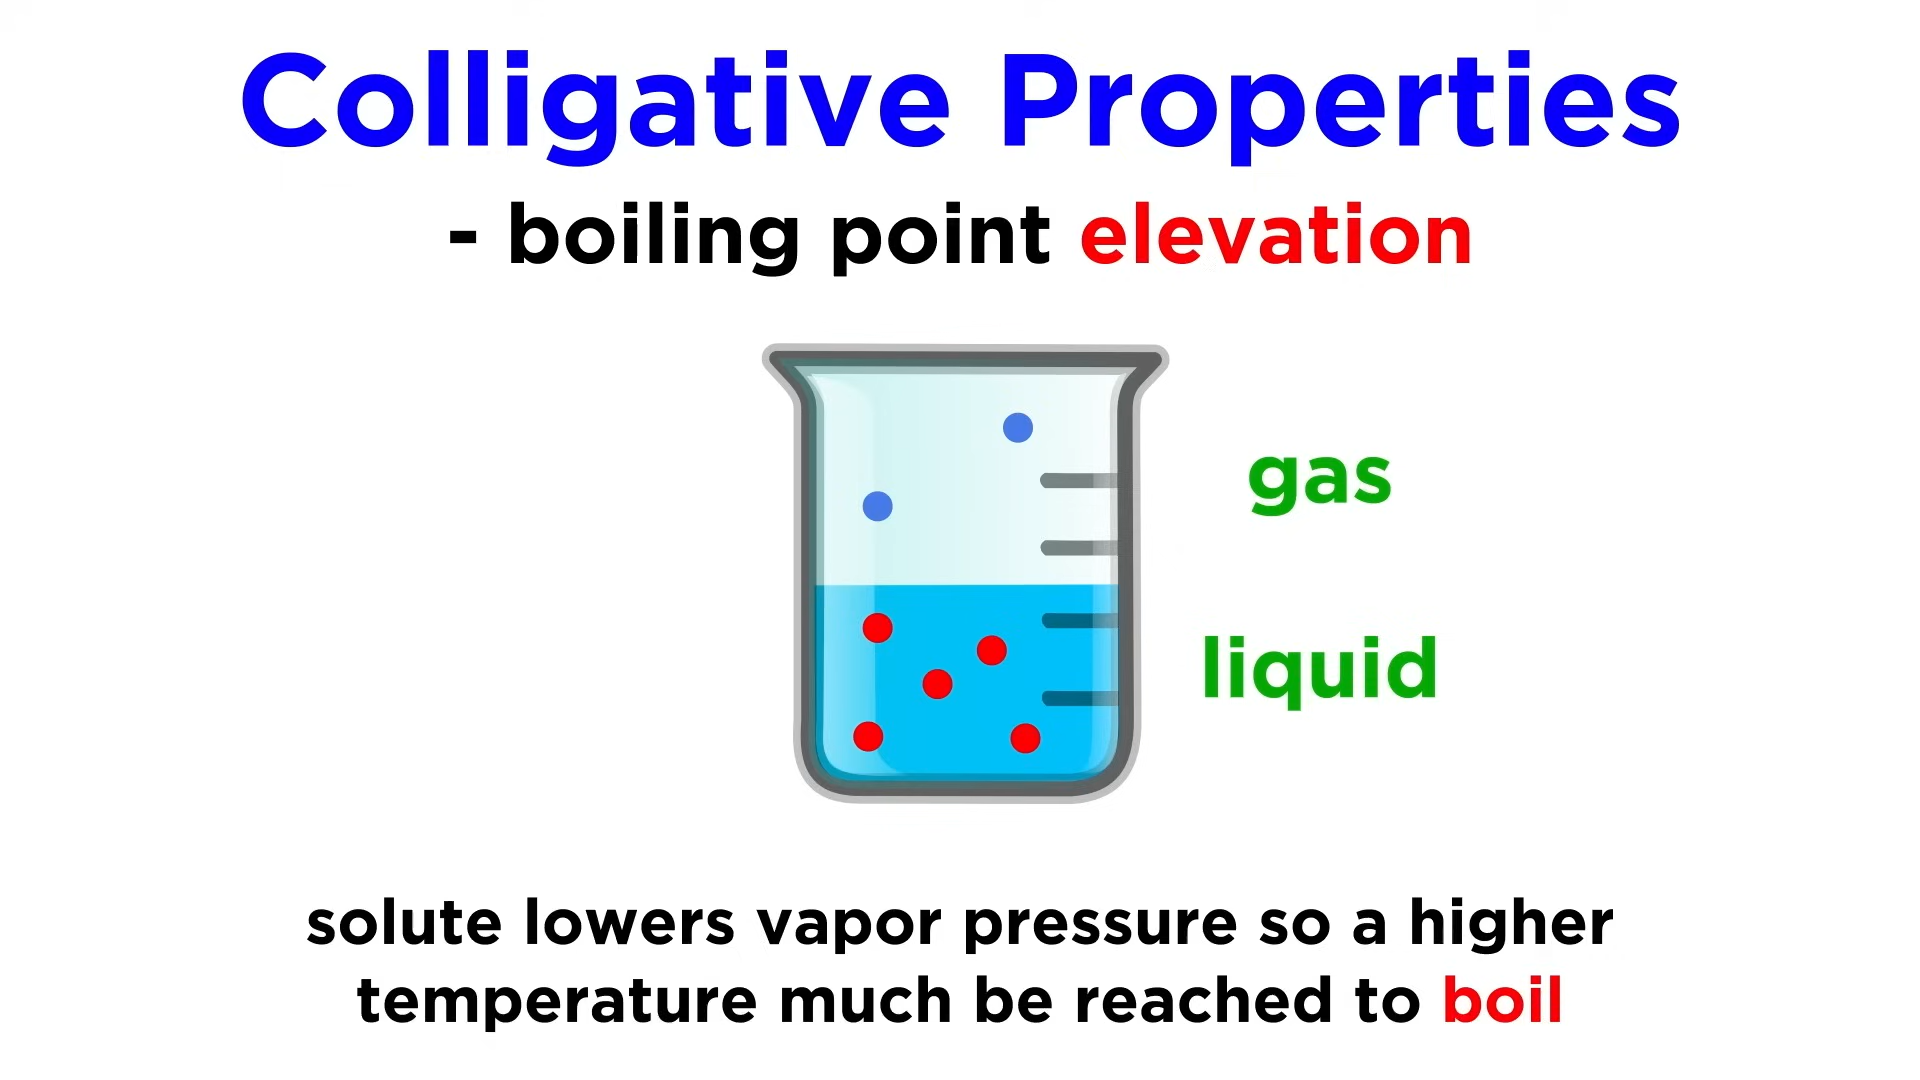 Colligative Properties
- boiling point elevation
gas
liquid
solute lowers vapor pressure so a higher
temperature much be reached to boil